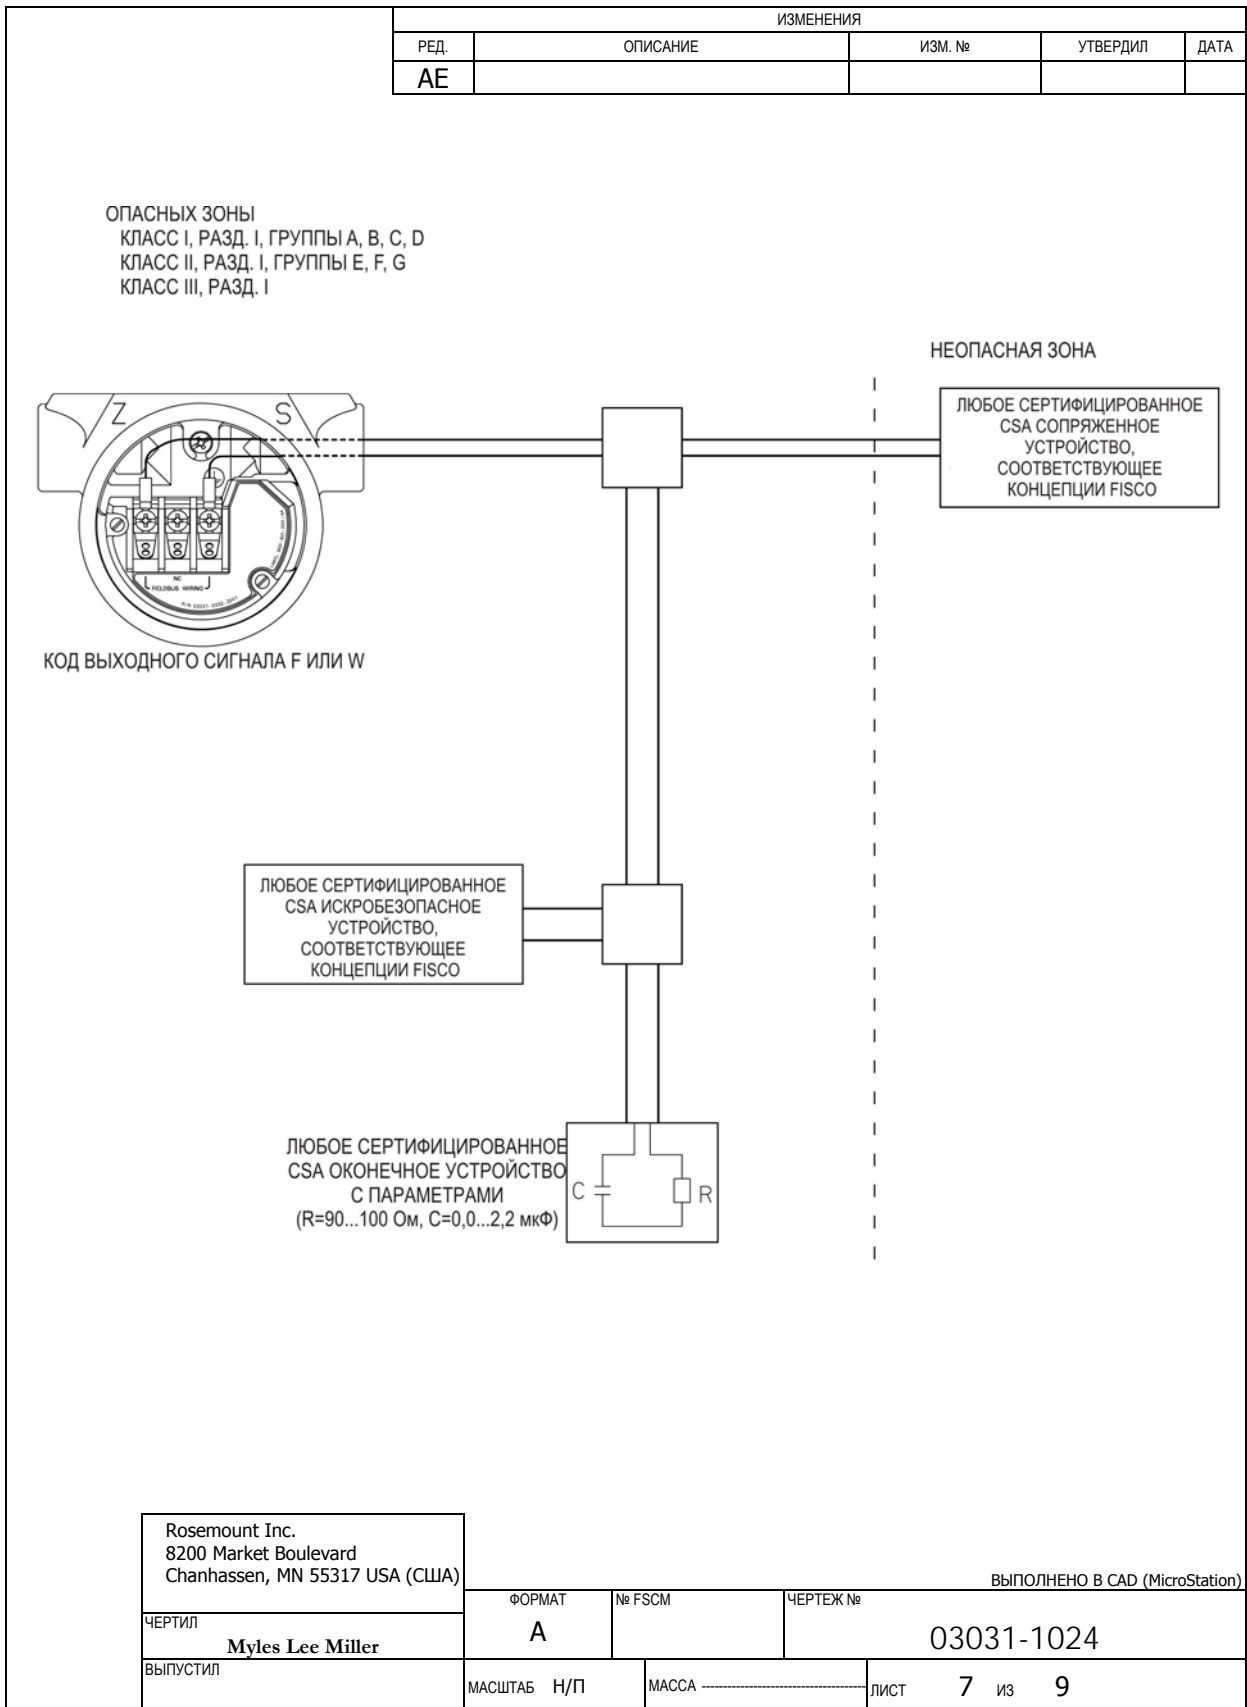 ИЗМЕНЕНИЯ
РЕД. ОПИСАНИЕ ИЗМ. № УТВЕРДИЛ ДАТА
AE
ОПАСНЫХ ЗОНЫ
КЛАСС I, РАЗД. I, ГРУППЫ A, B, C, D
КЛАСС II, РАЗД. I, ГРУППЫ E, F, G
КЛАСС III, РАЗД. I
НЕОПАСНАЯ ЗОНА
ЛЮБОЕ СЕРТИФИЦИРОВАННОЕ
CSA СОПРЯЖЕННОЕ
УСТРОЙСТВО,
СООТВЕТСТВУЮЩЕЕ
КОНЦЕПЦИИ FISCO
Z S
NC
FIELDBUS WIRING
КОД ВЫХОДНОГО СИГНАЛА F ИЛИ W
ЛЮБОЕ СЕРТИФИЦИРОВАННОЕ
CSA ИСКРОБЕЗОПАСНОЕ
УСТРОЙСТВО,
СООТВЕТСТВУЮЩЕЕ
КОНЦЕПЦИИ FISCO
ЛЮБОЕ СЕРТИФИЦИРОВАННОЕ
CSA ОКОНЕЧНОЕ УСТРОЙСТВО
С ПАРАМЕТРАМИ
(R=90...100 Ом, C=0,0...2,2 мкФ)
C R
Rosemount Inc.
8200 Market Boulevard
Chanhassen, MN 55317 USA (США)
ВЫПОЛНЕНО В CAD (MicroStation)
ФОРМАТ № FSCM ЧЕРТЕЖ №
ЧЕРТИЛ
Myles Lee Miller
A
03031-1024
ВЫПУСТИЛ
МАСШТАБ Н/П МАССА ЛИСТ 7 ИЗ 9